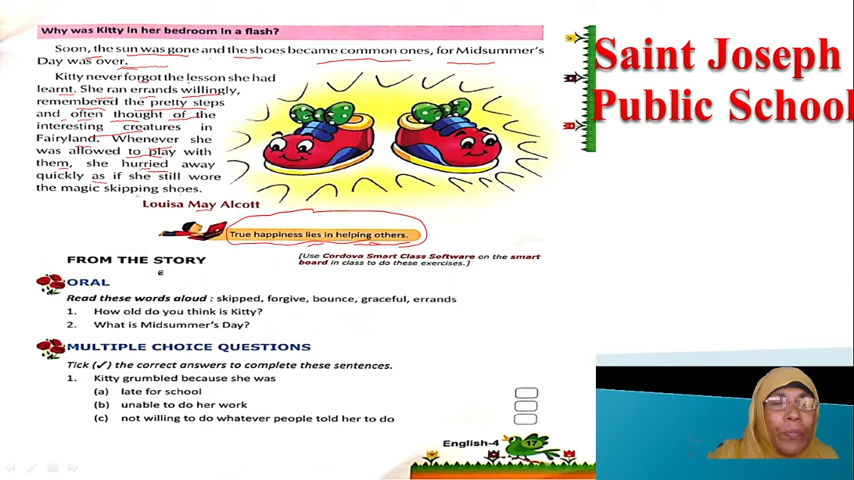 Why was Kitty in her bedroom in a flash?
Soon, the sun was gone and the shoes became common ones, for Midsummer's
Day was over.
Kitty never forgot the lesson she had
learnt. She ran errands willingly,
remembered the pretty steps
and often thought of the
interesting creatures in
Fairyland. Whenever she
was allowed to play with
them, she hurried away
quickly as if she still wore
the magic skipping shoes.
Louisa May Alcott
True happiness lies in helping others.
FROM THE STORY
[Use Cordova Smart Class Software on the smart
board in class to do these exercises.]
ORAL
Read these words aloud : skipped, forgive, bounce, graceful, errands
1. How old do you think is Kitty?
2. What is Midsummer's Day?
MULTIPLE CHOICE QUESTIONS
Tick (✓) the correct answers to complete these sentences.
1. Kitty grumbled because she was
(a) late for school
(b) unable to do her work
(c) not willing to do whatever people told her to do
English-4
17
Saint Joseph
Public School